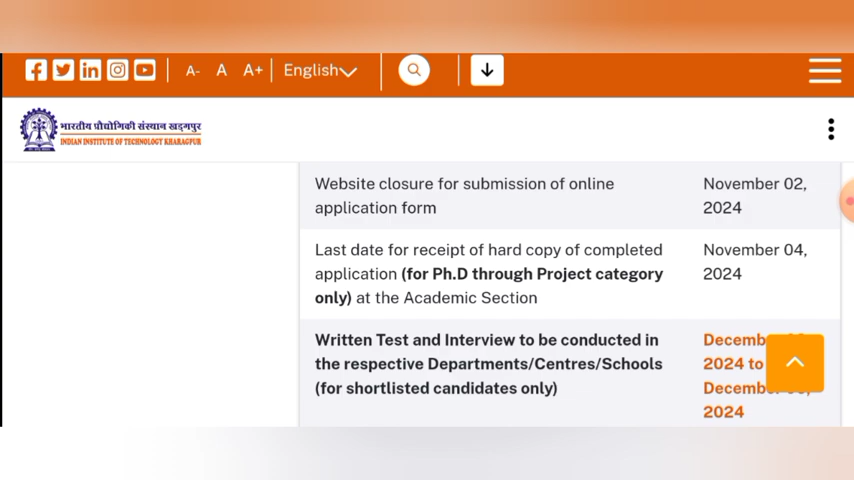 A- A A+ English
भारतीय प्रौद्योगिकी संस्थान खड़गपुर
INDIAN INSTITUTE OF TECHNOLOGY KHARAGPUR
Website closure for submission of online November 02,
application form 2024
Last date for receipt of hard copy of completed November 04,
application (for Ph.D through Project category 2024
only) at the Academic Section
Written Test and Interview to be conducted in
the respective Departments/Centres/Schools 2024 to
(for shortlisted candidates only)
2024